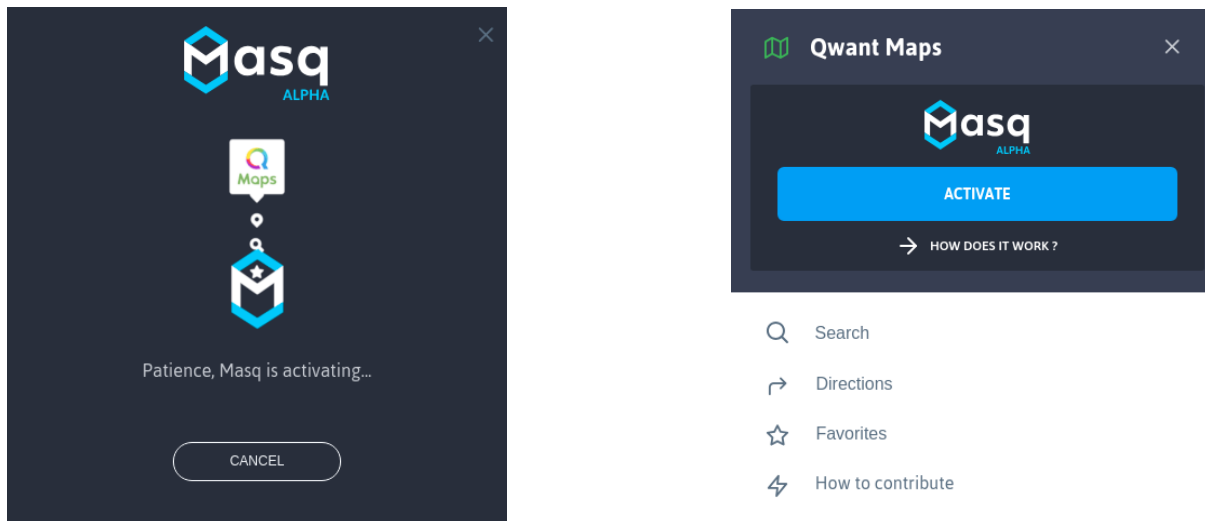 Masq
ALPHA
Maps
Patience, Masq is activating...
CANCEL
Qwant Maps
Masq
ALPHA
ACTIVATE
HOW DOES IT WORK ?
Search
Directions
Favorites
How to contribute